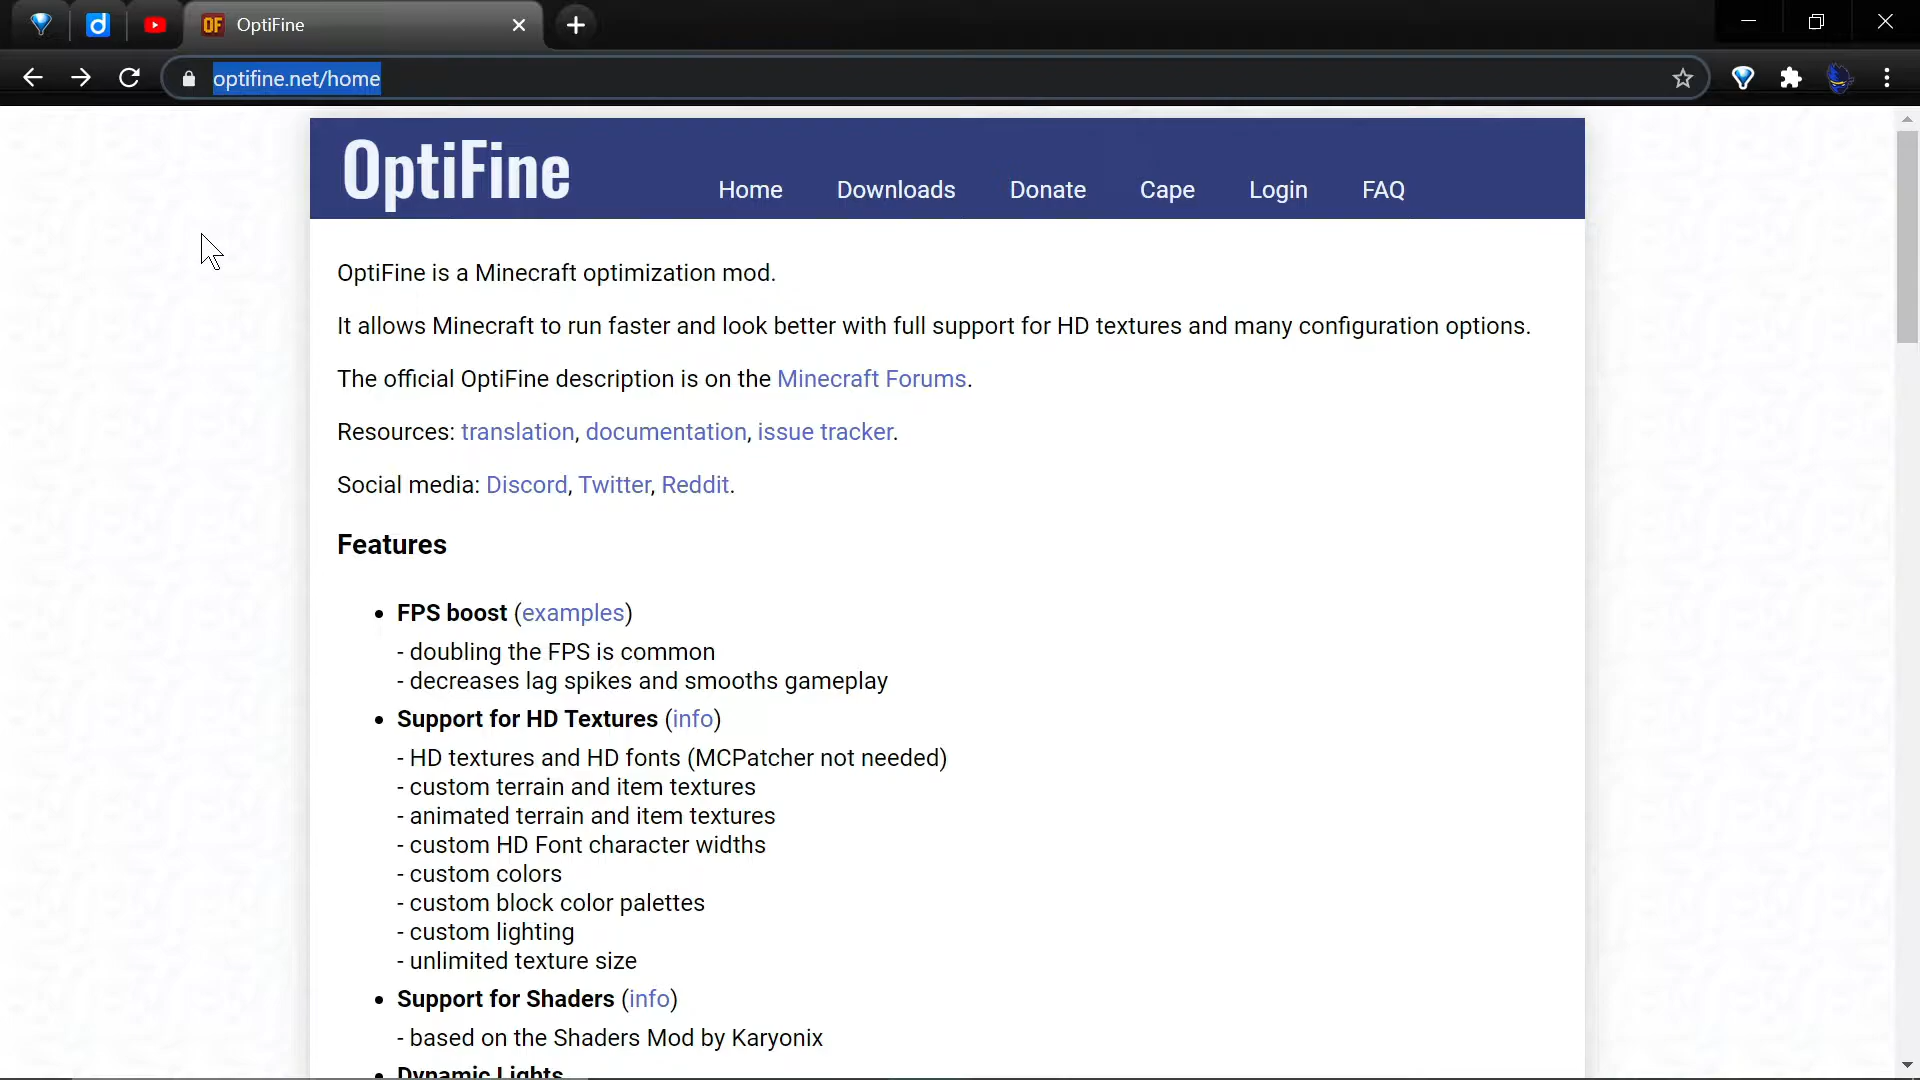 OptiFine
optifine.net/home
OptiFine
Home Downloads Donate Cape Login FAQ
OptiFine is a Minecraft optimization mod.
It allows Minecraft to run faster and look better with full support for HD textures and many configuration options.
The official OptiFine description is on the Minecraft Forums.
Resources: translation, documentation, issue tracker.
Social media: Discord, Twitter, Reddit.
Features
• FPS boost (examples)
- doubling the FPS is common
- decreases lag spikes and smooths gameplay
• Support for HD Textures (info)
- HD textures and HD fonts (MCPatcher not needed)
- custom terrain and item textures
- animated terrain and item textures
- custom HD Font character widths
- custom colors
- custom block color palettes
- custom lighting
- unlimited texture size
• Support for Shaders (info)
- based on the Shaders Mod by Karyonix
• Dynamic Lights